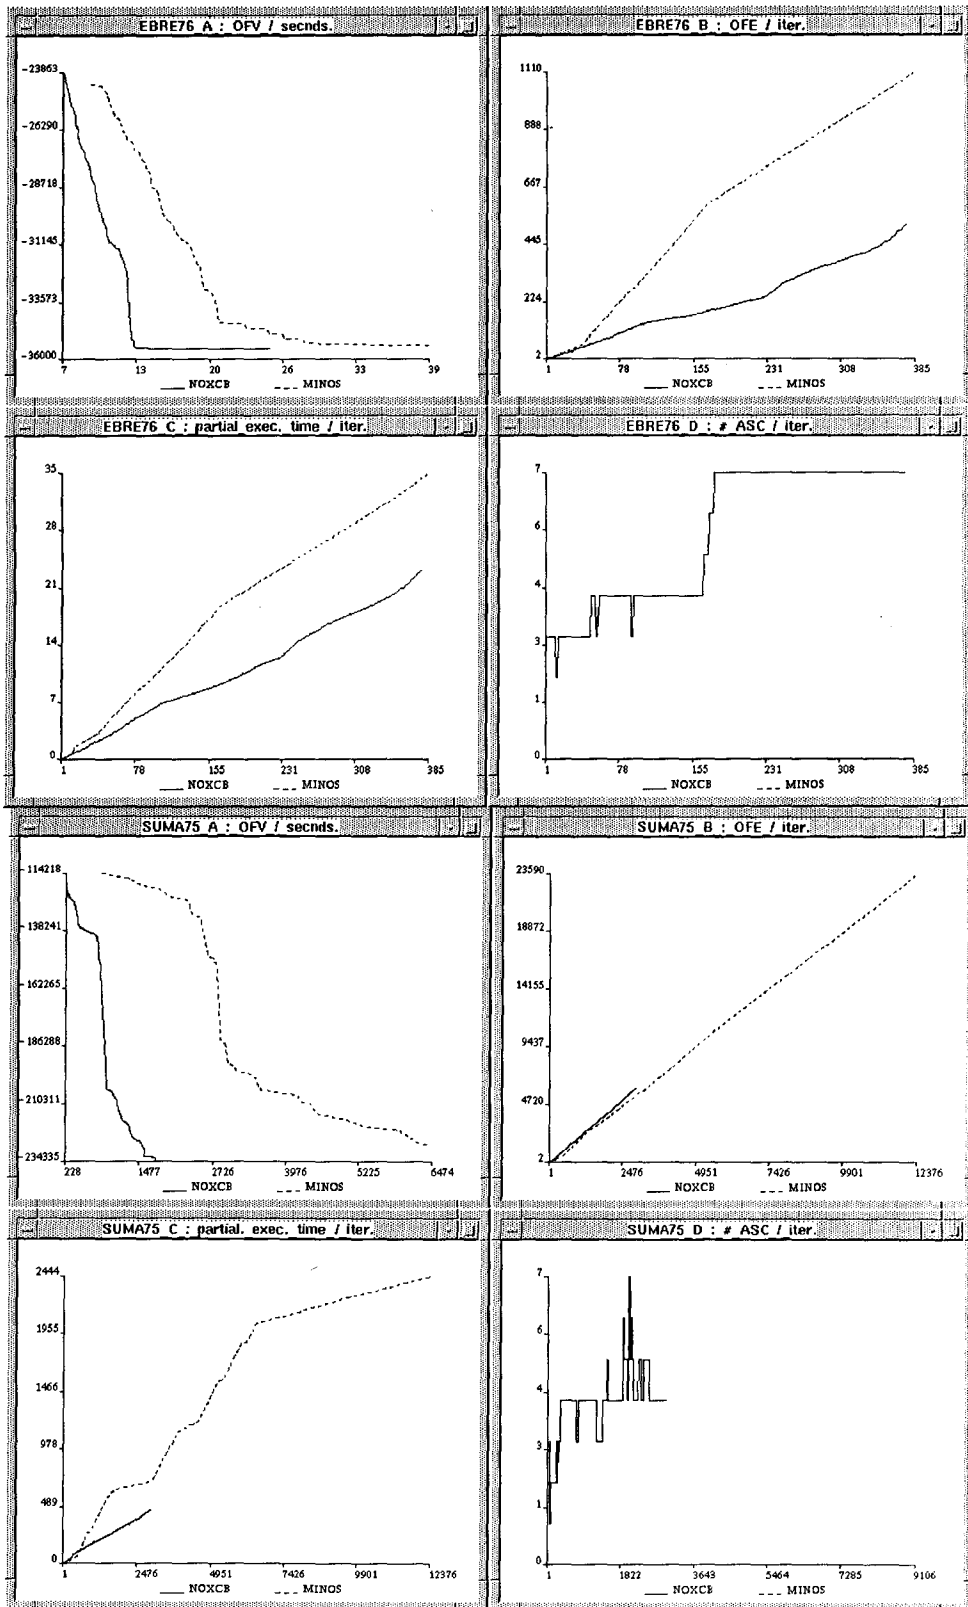 EBRE76 A : OFV / secnds.
-23863
-26290
-28718
-31145
-33573
-36000
7 13 20 26 33 39
NOXCB MINOS
EBRE76 B : OFE / iter.
1110
888
667
445
224
2
1 78 155 231 308 385
NOXCB MINOS
EBRE76 C : partial exec. time / iter.
35
28
21
14
7
0
1 78 155 231 308 385
NOXCB MINOS
EBRE76 D : # ASC / iter.
7
6
4
3
1
0
1 78 155 231 308 385
NOXCB MINOS
SUMA75 A : OFV / secnds.
-114218
-138241
-162265
-186288
-210311
-234335
228 1477 2726 3976 5225 6474
NOXCB MINOS
SUMA75 B : OFE / iter.
23590
18872
14155
9437
4720
2
1 2476 4951 7426 9901 12376
NOXCB MINOS
SUMA75 C : partial. exec. time / iter.
2444
1955
1466
978
489
0
1 2476 4951 7426 9901 12376
NOXCB MINOS
SUMA75 D : # ASC / iter.
7
6
4
3
1
0
1 1822 3643 5464 7285 9106
NOXCB MINOS